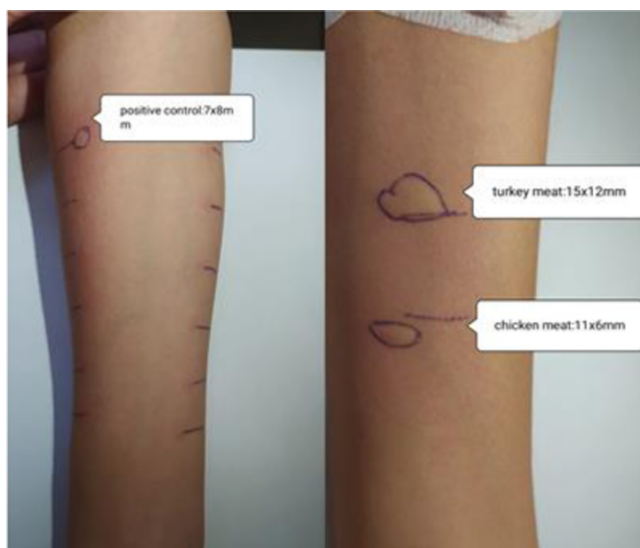 positive control:7x8m
m
turkey meat:15x12mm
chicken meat:11x6mm